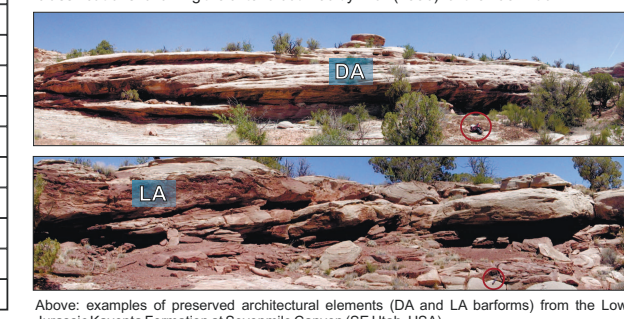 DA
LA
Above: examples of preserved architectural elements (DA and LA barforms) from the Low
Jurassic Kayenta Formation at Sevenmile Canyon (SE Utah, USA)